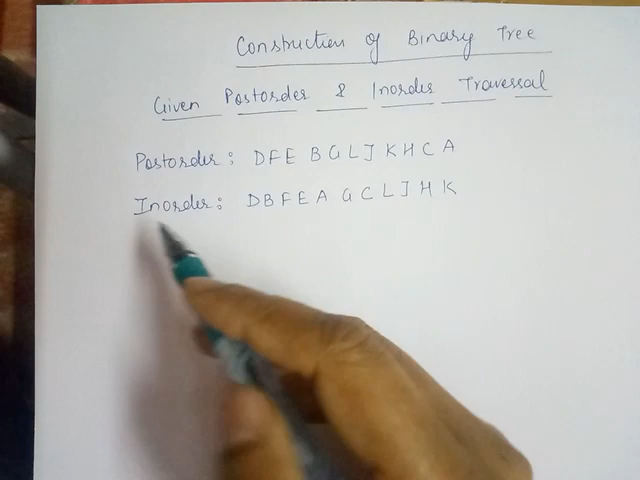 Construction of Binary Tree
Given Postorder & Inorder Traversal
Postorder: D F E B G L J K H C A
Inorder: D B F E A G C L J H K